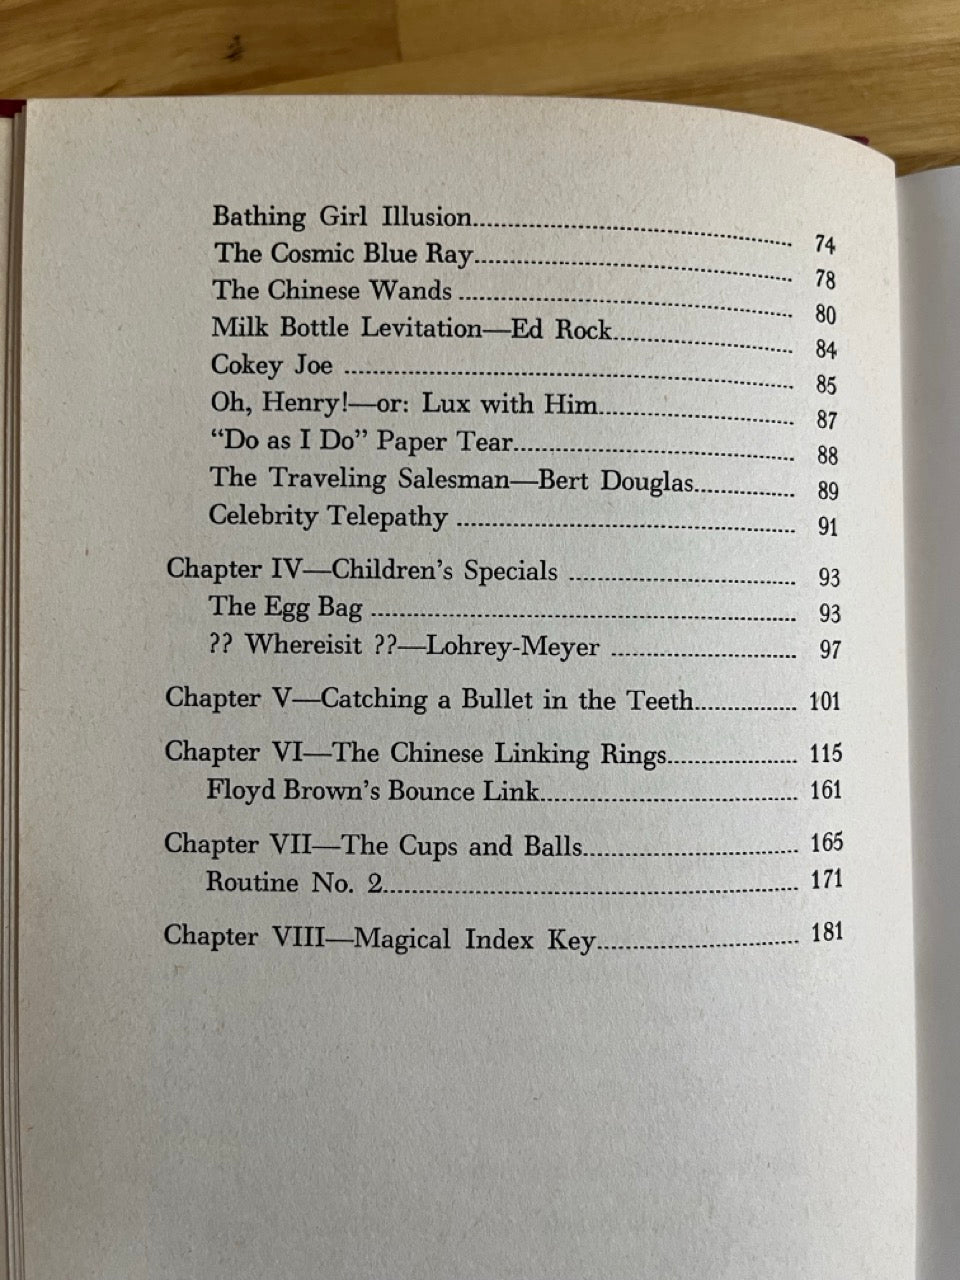 Bathing Girl Illusion........ 74
The Cosmic Blue Ray........ 78
The Chinese Wands ........ 80
Milk Bottle Levitation—Ed Rock........ 84
Cokey Joe ........ 85
Oh, Henry!—or: Lux with Him........ 87
“Do as I Do” Paper Tear........ 88
The Traveling Salesman—Bert Douglas........ 89
Celebrity Telepathy ........ 91
Chapter IV—Children's Specials ........ 93
The Egg Bag ........ 93
?? Whereisit ??—Lohrey-Meyer ........ 97
Chapter V—Catching a Bullet in the Teeth........ 101
Chapter VI—The Chinese Linking Rings........ 115
Floyd Brown's Bounce Link........ 161
Chapter VII—The Cups and Balls........ 165
Routine No. 2........ 171
Chapter VIII—Magical Index Key........ 181